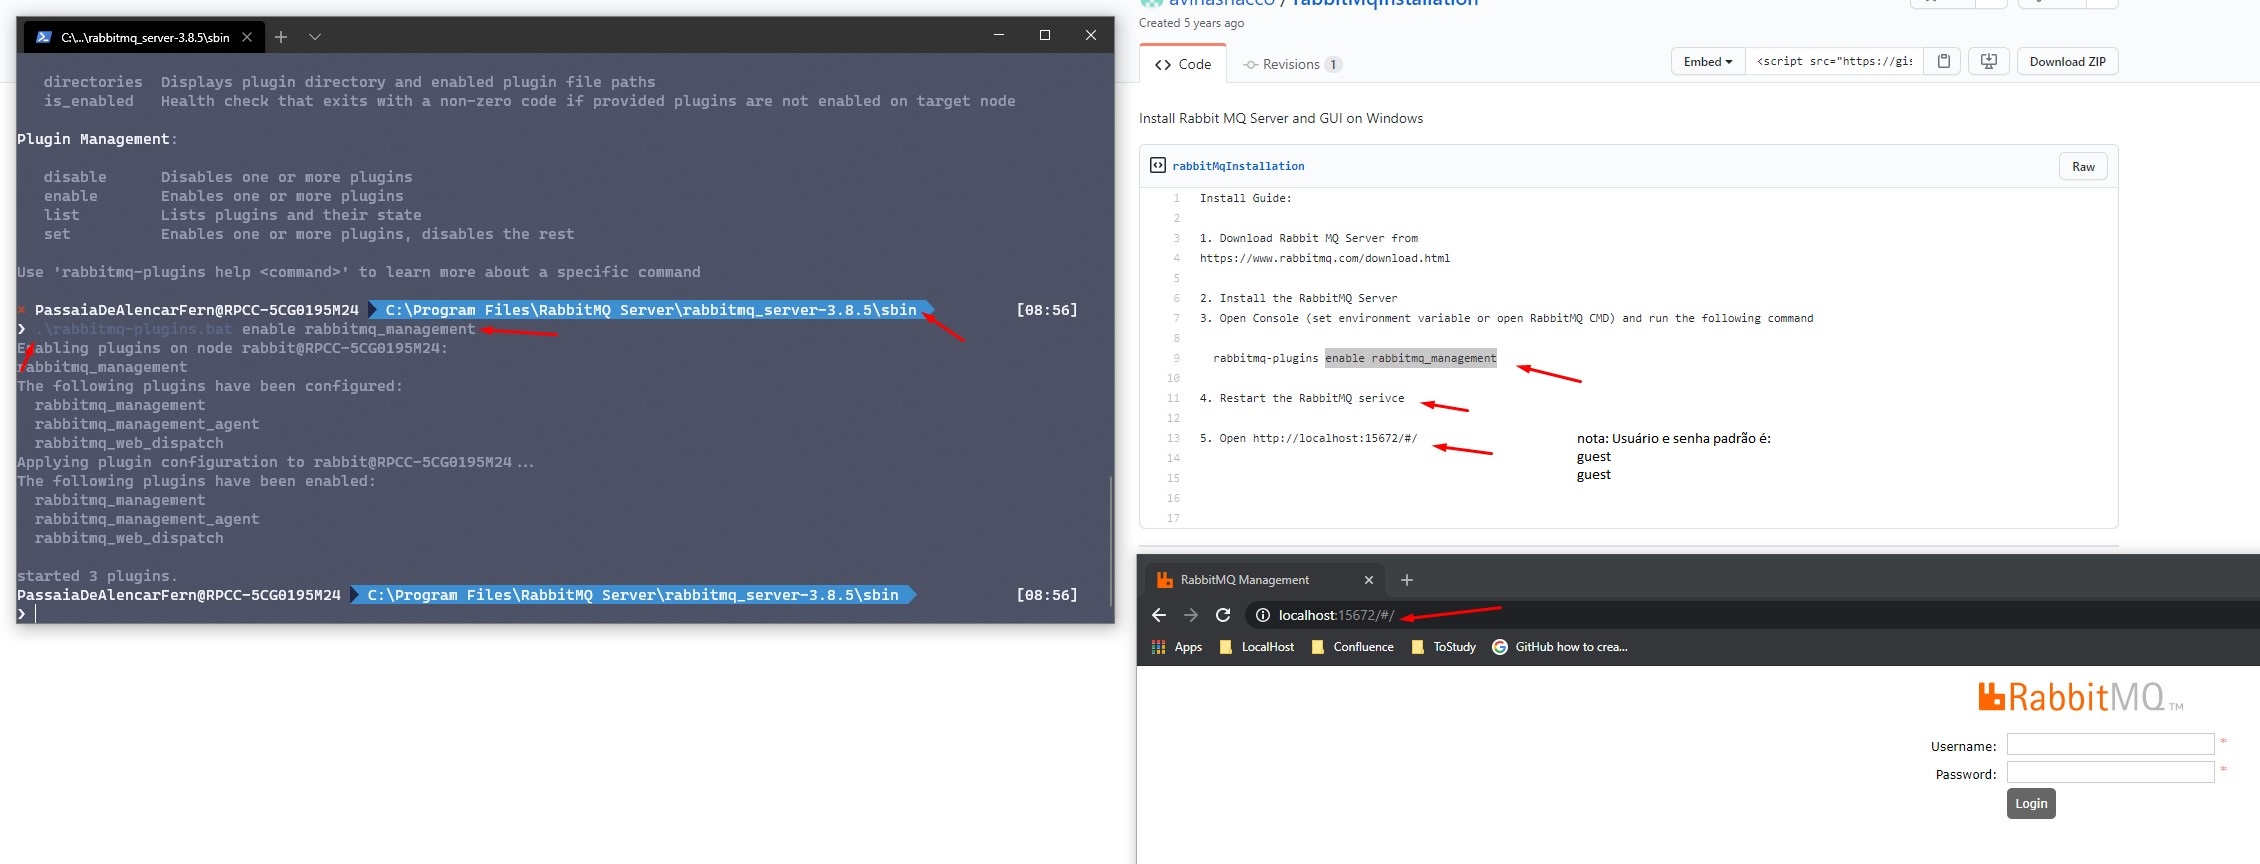 C:\...\rabbitmq_server-3.8.5\sbin
directories Displays plugin directory and enabled plugin file paths
is_enabled Health check that exits with a non-zero code if provided plugins are not enabled on target node
Plugin Management:
disable Disables one or more plugins
enable Enables one or more plugins
list Lists plugins and their state
set Enables one or more plugins, disables the rest
Use 'rabbitmq-plugins help <command>' to learn more about a specific command
× PassaiaDeAlencarFern@RPCC-5CG0195M24 C:\Program Files\RabbitMQ Server\rabbitmq_server-3.8.5\sbin [08:56]
❯ .\rabbitmq-plugins.bat enable rabbitmq_management
Enabling plugins on node rabbit@RPCC-5CG0195M24:
rabbitmq_management
The following plugins have been configured:
rabbitmq_management
rabbitmq_management_agent
rabbitmq_web_dispatch
Applying plugin configuration to rabbit@RPCC-5CG0195M24...
The following plugins have been enabled:
rabbitmq_management
rabbitmq_management_agent
rabbitmq_web_dispatch
started 3 plugins.
PassaiaDeAlencarFern@RPCC-5CG0195M24 C:\Program Files\RabbitMQ Server\rabbitmq_server-3.8.5\sbin [08:56]
❯
/ rabbitMqInstallation
Created 5 years ago
Code Revisions 1 Embed <script src="https://gis Download ZIP
Install Rabbit MQ Server and GUI on Windows
rabbitMqInstallation Raw
1 Install Guide:
2
3 1. Download Rabbit MQ Server from
4 https://www.rabbitmq.com/download.html
5
6 2. Install the RabbitMQ Server
7 3. Open Console (set environment variable or open RabbitMQ CMD) and run the following command
8
9 rabbitmq-plugins enable rabbitmq_management
10
11 4. Restart the RabbitMQ serivce
12
13 5. Open http://localhost:15672/#/
14
15
16
17
nota: Usuário e senha padrão é:
guest
guest
RabbitMQ Management
localhost:15672/#/
Apps LocalHost Confluence ToStudy GitHub how to crea...
RabbitMQ TM
Username: *
Password: *
Login